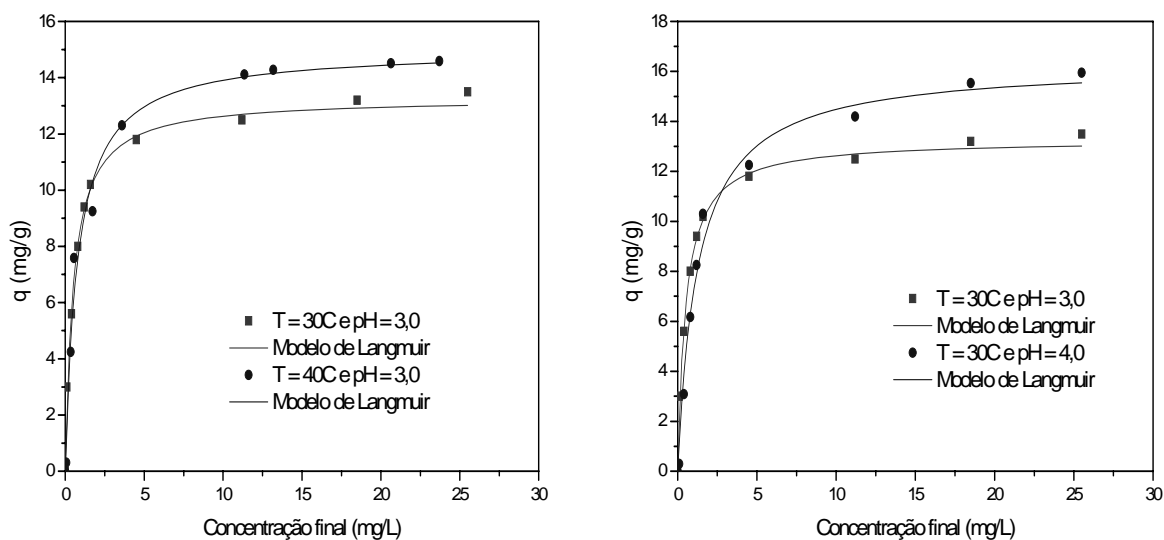 16
14
12
10
8
6
4
2
0
q (mg/g)
T = 30C e pH = 3,0
Modelo de Langmuir
T = 40C e pH = 3,0
Modelo de Langmuir
0 5 10 15 20 25 30
Concentração final (mg/L)
18
16
14
12
10
8
6
4
2
0
q (mg/g)
T = 30C e pH = 3,0
Modelo de Langmuir
T = 30C e pH = 4,0
Modelo de Langmuir
0 5 10 15 20 25 30
Concentração final (mg/L)